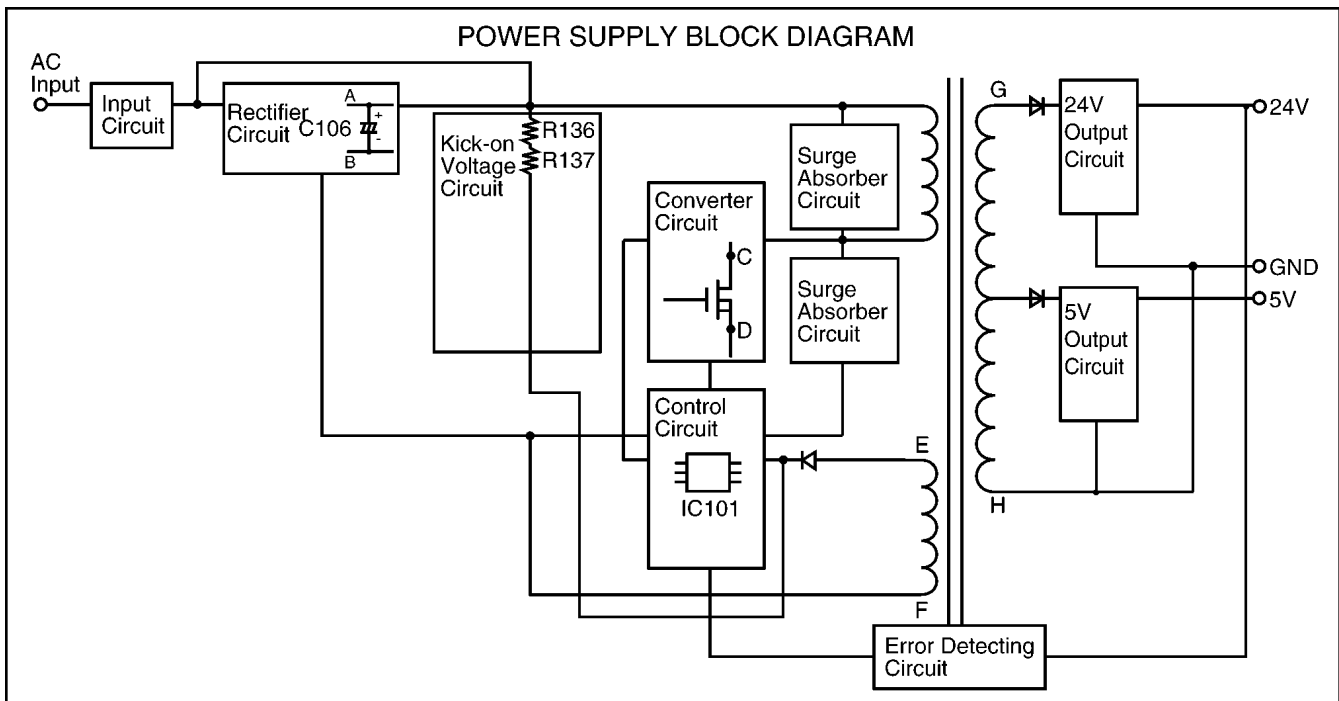 POWER SUPPLY BLOCK DIAGRAM
AC
Input
Input
Circuit
Rectifier
Circuit
C106
A
+
-
B
Kick-on
Voltage
Circuit
R136
R137
Converter
Circuit
C
D
Surge
Absorber
Circuit
Surge
Absorber
Circuit
Control
Circuit
IC101
E
F
G
H
24V
Output
Circuit
5V
Output
Circuit
24V
GND
5V
Error Detecting
Circuit